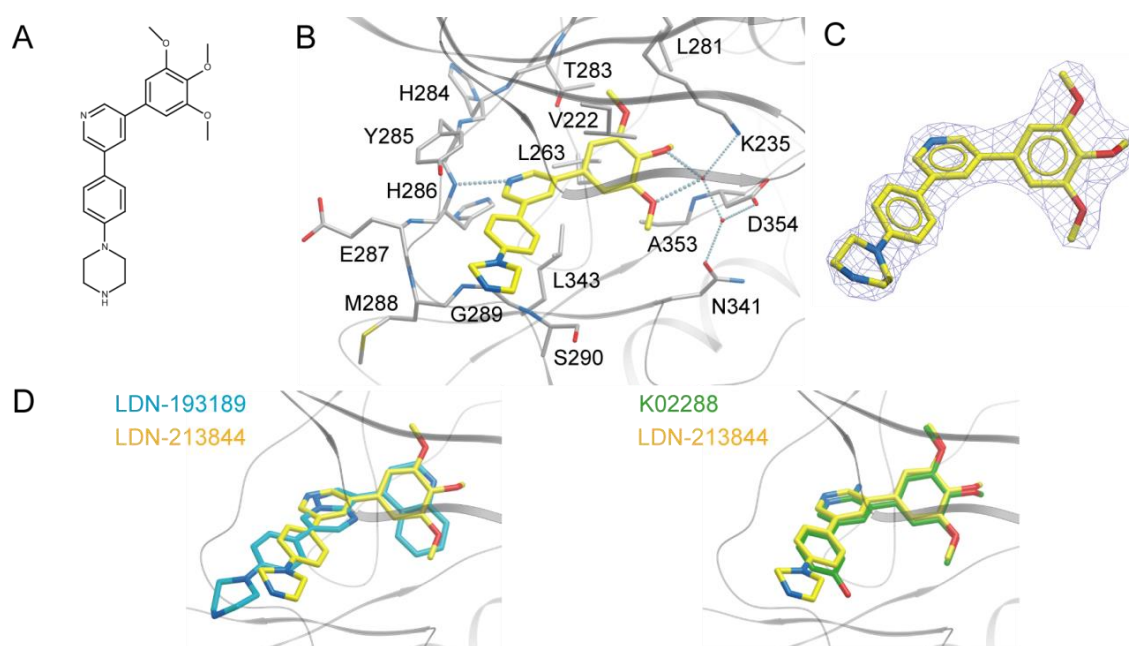 A
O
O
O
N
N
N
H
B
L281
T283
H284
V222
Y285
K235
L263
H286
D354
A353
E287
L343
M288
G289
N341
S290
C
D
LDN-193189
LDN-213844
K02288
LDN-213844